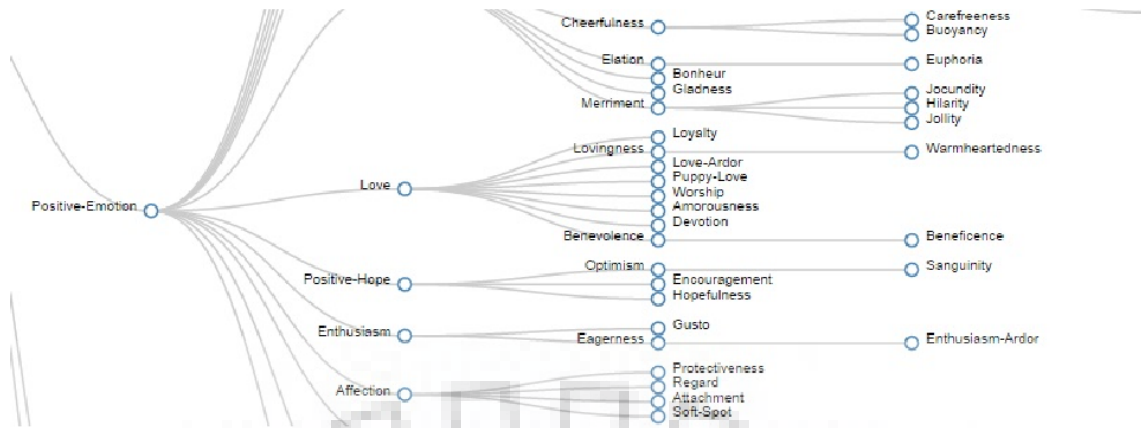 Cheerfulness
Carefreeness
Buoyancy
Elation
Euphoria
Bonheur
Gladness
Merriment
Jocundity
Hilarity
Jollity
Loyalty
Lovingness
Warmheartedness
Love-Ardor
Puppy-Love
Love
Worship
Amorousness
Positive-Emotion
Devotion
Benevolence
Beneficence
Optimism
Sanguinity
Positive-Hope
Encouragement
Hopefulness
Gusto
Enthusiasm
Eagerness
Enthusiasm-Ardor
Protectiveness
Regard
Affection
Attachment
Soft-Spot